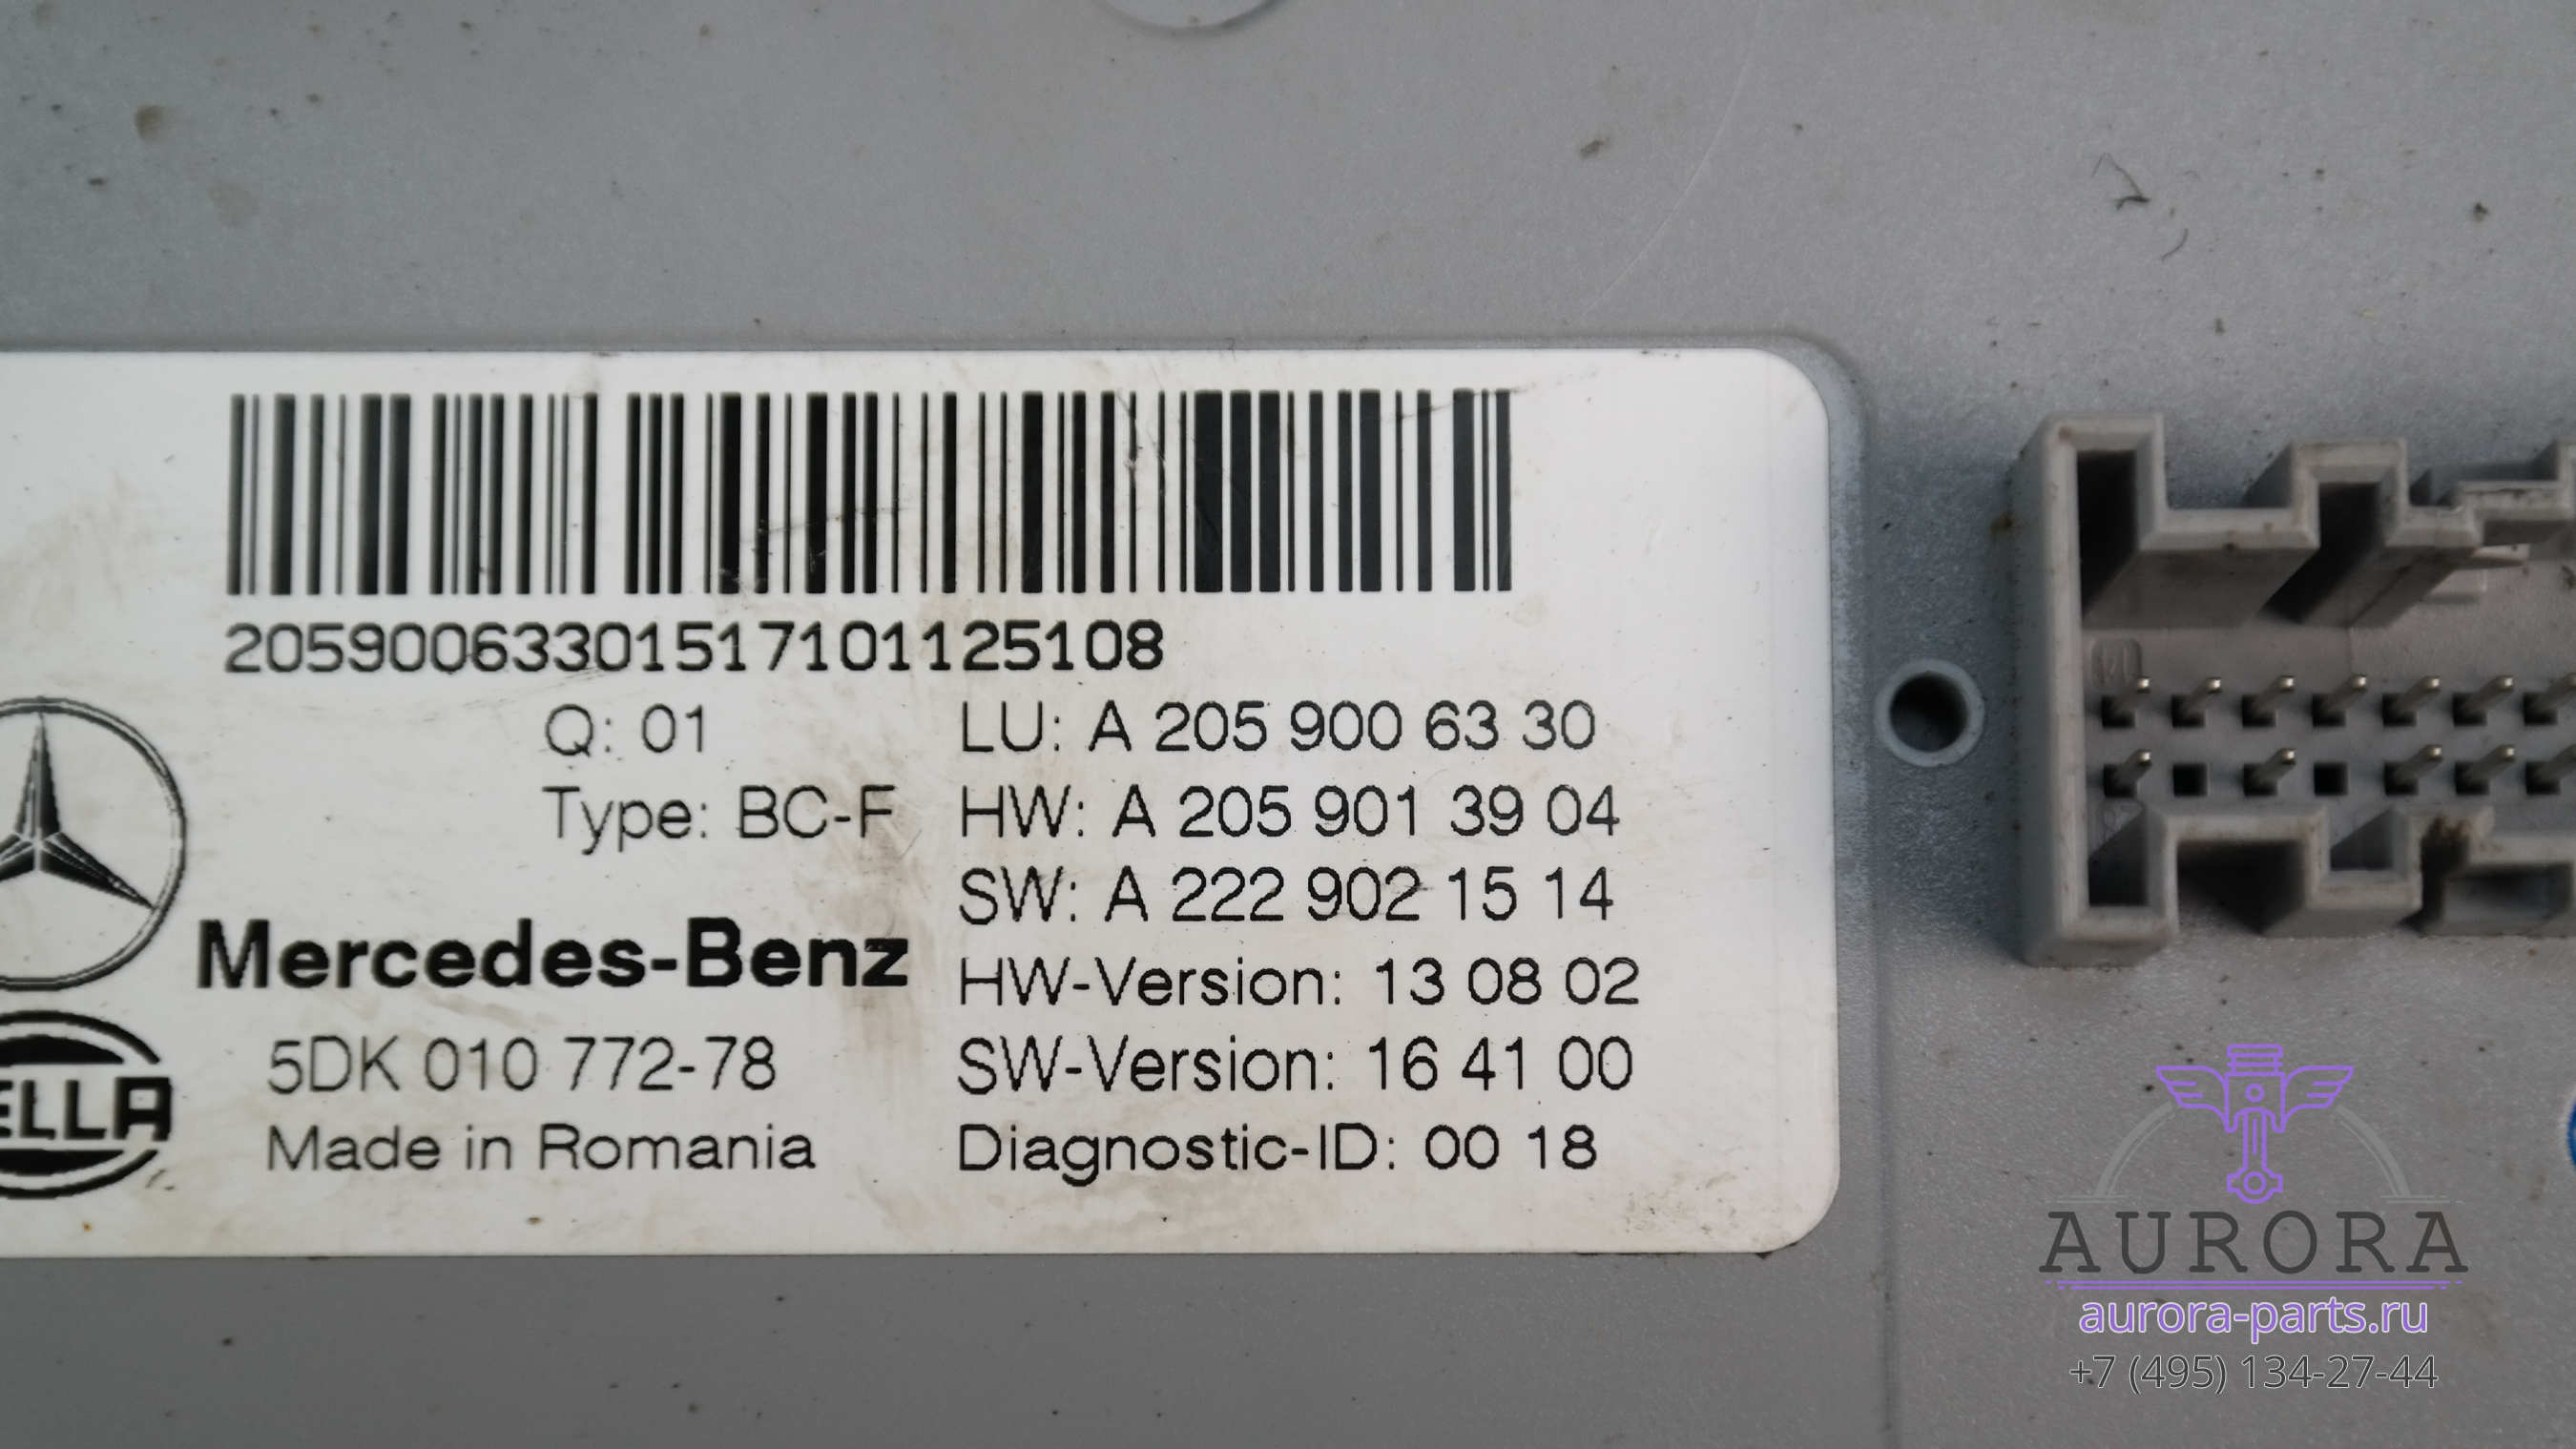 20590063301517101125108
Q: 01
LU: A 205 900 63 30
Type: BC-F
HW: A 205 901 39 04
SW: A 222 902 15 14
Mercedes-Benz
HW-Version: 13 08 02
5DK 010 772-78
SW-Version: 16 41 00
ELLA
Made in Romania
Diagnostic-ID: 00 18
AURORA
aurora-parts.ru
+7 (495) 134-27-44